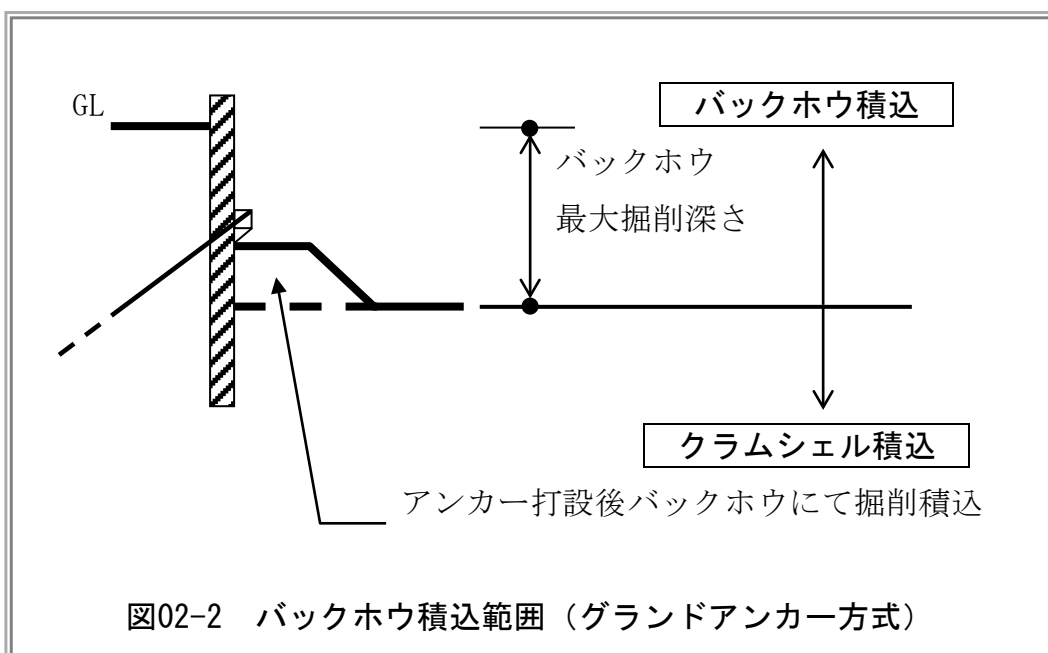 GL
バックホウ積込
バックホウ
最大掘削深さ
クラムシェル積込
アンカー打設後バックホウにて掘削積込
図02-2 バックホウ積込範囲（グランドアンカー方式）